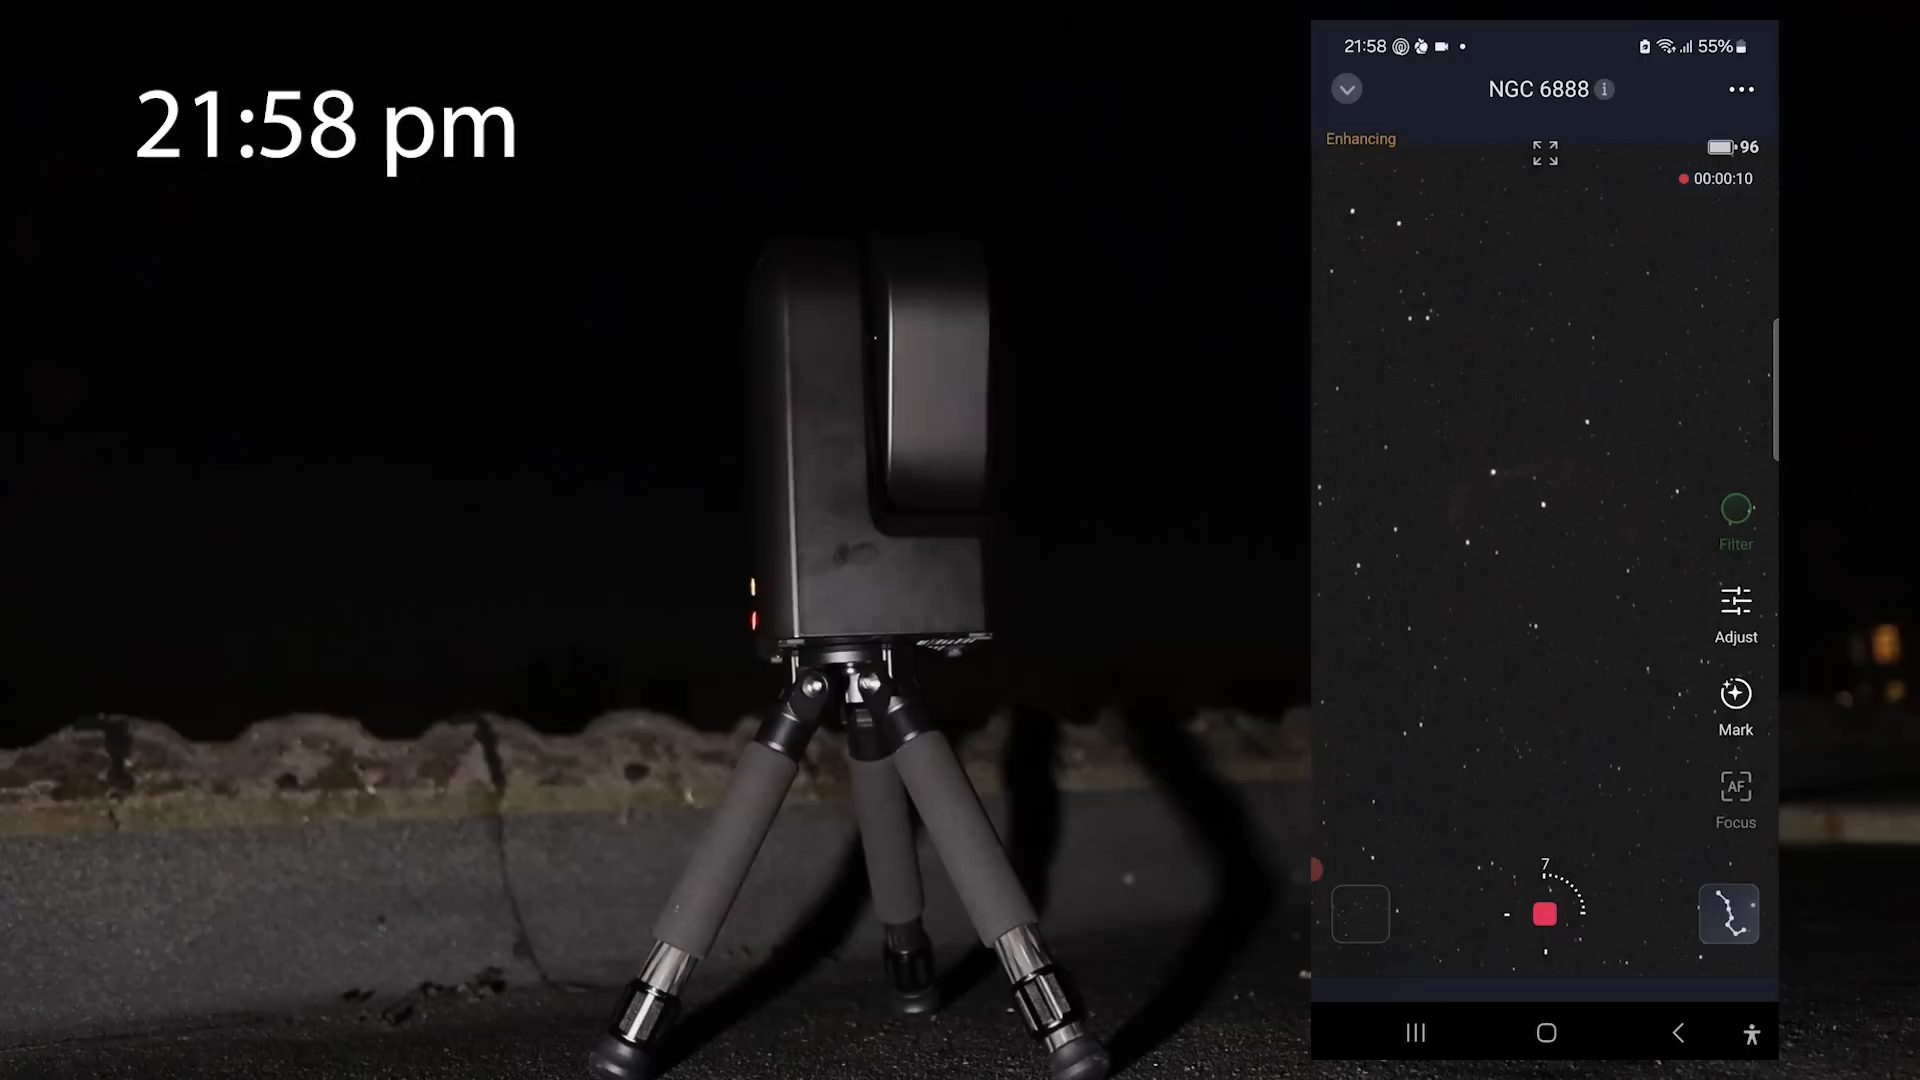 21:58 pm
21:58
55%
NGC 6888
Enhancing
96
00:00:10
Filter
Adjust
Mark
AF
Focus
7